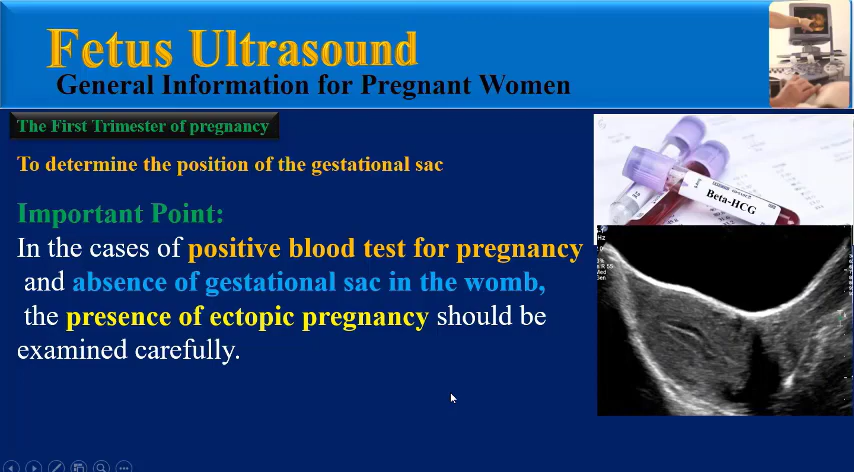 Fetus Ultrasound
General Information for Pregnant Women
The First Trimester of pregnancy
To determine the position of the gestational sac
Important Point:
In the cases of positive blood test for pregnancy
and absence of gestational sac in the womb,
the presence of ectopic pregnancy should be
examined carefully.
Beta-HCG